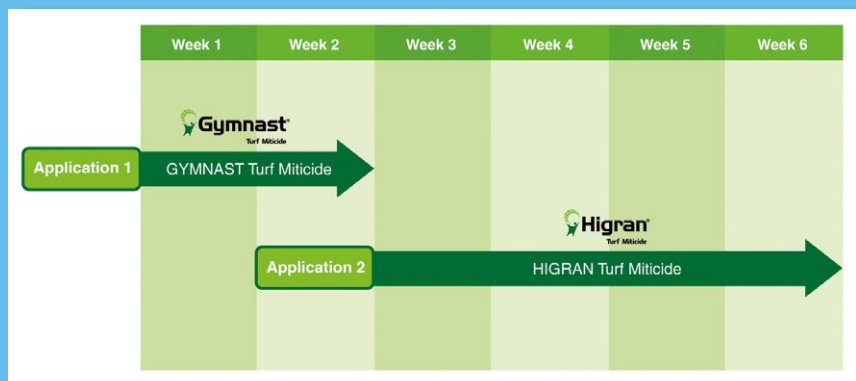 Week 1 Week 2 Week 3 Week 4 Week 5 Week 6
Gymnast®
Turf Miticide
Application 1 GYMNAST Turf Miticide
Higran®
Turf Miticide
Application 2 HIGRAN Turf Miticide